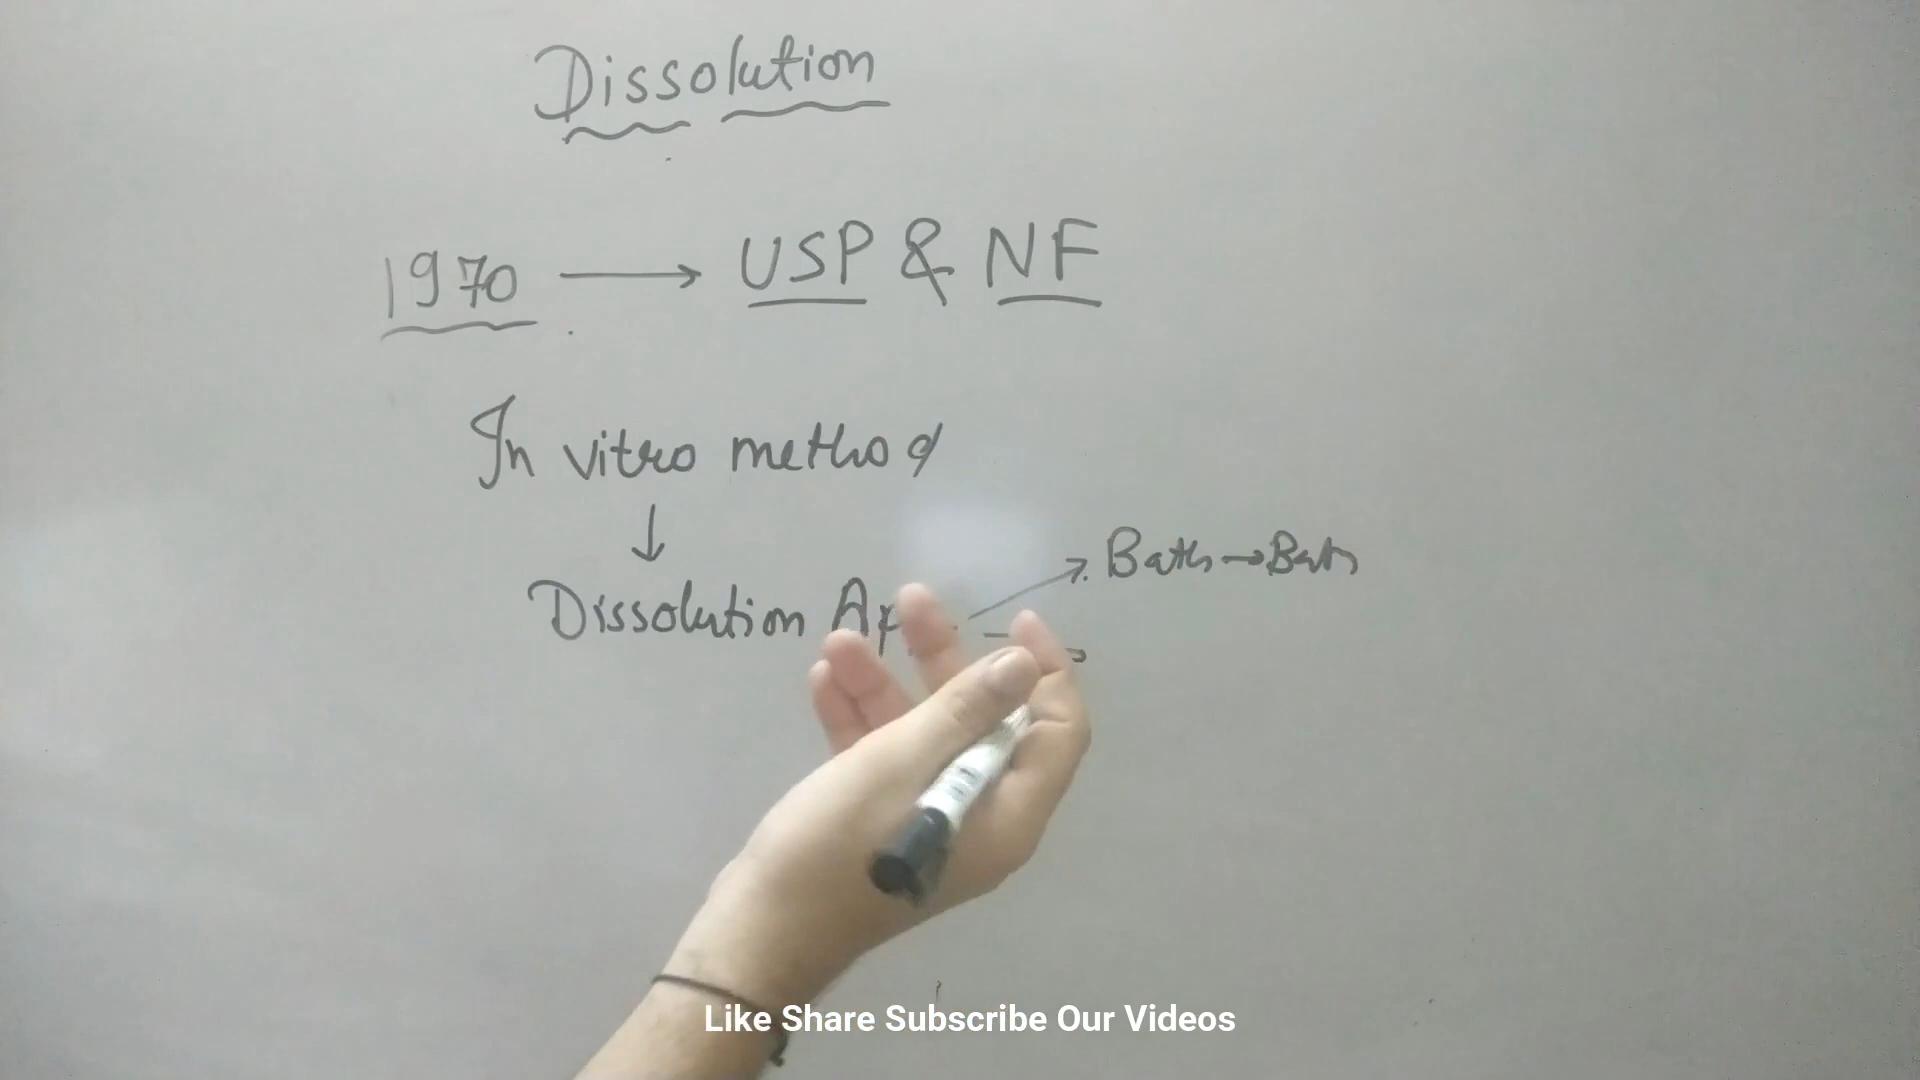 Dissolution
1970 → USP & NF
In vitro method
↓
Dissolution Ap
→ Bath → Bath
Like Share Subscribe Our Videos